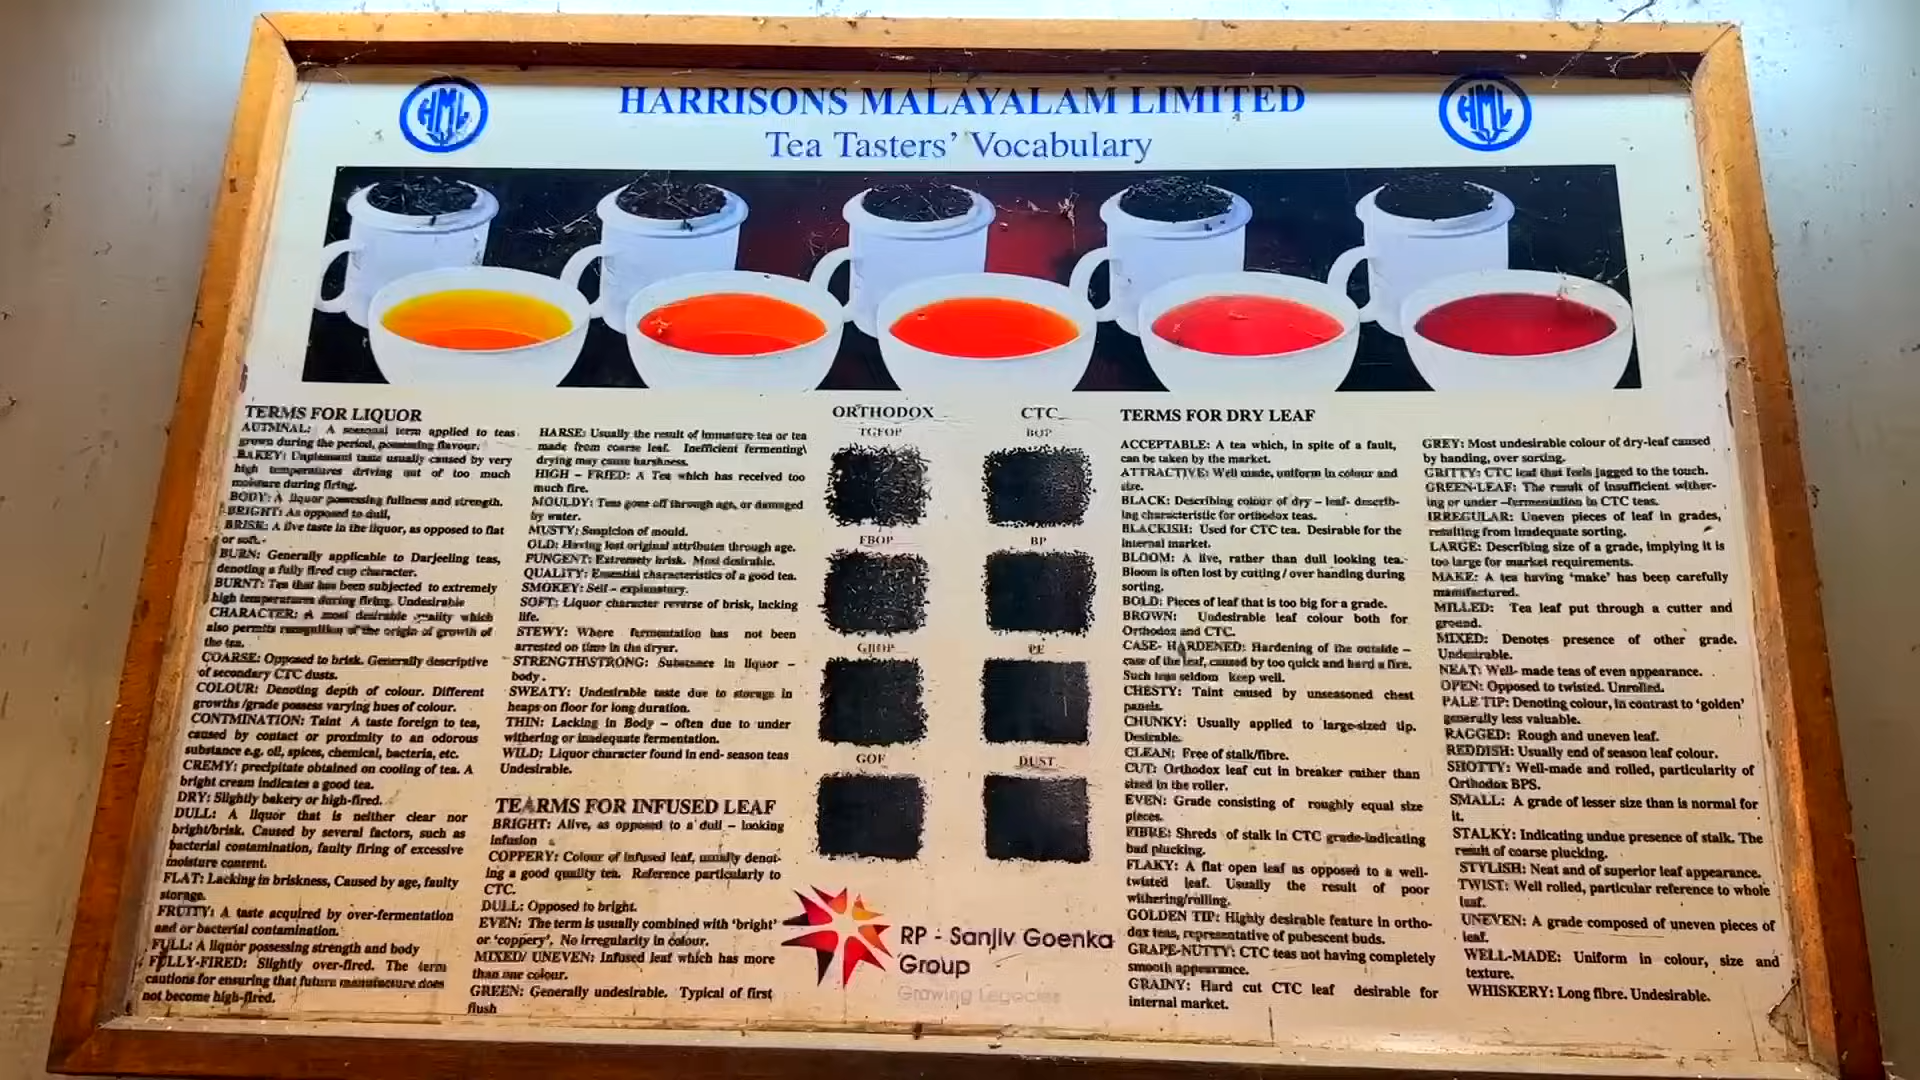 HML
HARRISONS MALAYALAM LIMITED
HML
Tea Tasters' Vocabulary
TERMS FOR LIQUOR
AUTMNAL: A seasonal term applied to teas
grown during the period, possessing flavour.
BAKEY: Unpleasant taste usually caused by very
high temperatures driving out of too much
moisture during firing.
BODY: A liquor possessing fullness and strength.
BRIGHT: As opposed to dull,
BRISK: A live taste in the liquor, as opposed to flat
or soft.
BURN: Generally applicable to Darjeeling teas,
denoting a fully fired cup character.
BURNT: Tea that has been subjected to extremely
high temperatures during firing. Undesirable
CHARACTER: A most desirable quality which
also permits recognition of the origin of growth of
the tea.
COARSE: Opposed to brisk. Generally descriptive
of secondary CTC dusts.
COLOUR: Denoting depth of colour. Different
growths /grade possess varying hues of colour.
CONTMINATION: Taint A taste foreign to tea,
caused by contact or proximity to an odorous
substance e.g. oil, spices, chemical, bacteria, etc.
CREMY: precipitate obtained on cooling of tea. A
bright cream indicates a good tea.
DRY: Slightly bakery or high-fired.
DULL: A liquor that is neither clear nor
bright/brisk. Caused by several factors, such as
bacterial contamination, faulty firing of excessive
moisture content.
FLAT: Lacking in briskness, Caused by age, faulty
storage.
FRUITY: A taste acquired by over-fermentation
and or bacterial contamination.
FULL: A liquor possessing strength and body
FULLY-FIRED: Slightly over-fired. The term
cautions for ensuring that future manufacture does
not become high-fired.
HARSE: Usually the result of immature tea or tea
made from coarse leaf. Inefficient fermenting\
drying may cause harshness.
HIGH – FRIED: A Tea which has received too
much fire.
MOULDY: Teas gone off through age, or damaged
by water.
MUSTY: Suspicion of mould.
OLD: Having lost original attributes through age.
PUNGENT: Extremely brisk. Most desirable.
QUALITY: Essential characteristics of a good tea.
SMOKEY: Self – explanatory.
SOFT: Liquor character reverse of brisk, lacking
life.
STEWY: Where fermentation has not been
arrested on time in the dryer.
STRENGTH\STRONG: Substance in liquor –
body.
SWEATY: Undesirable taste due to storage in
heaps on floor for long duration.
THIN: Lacking in Body – often due to under
withering or inadequate fermentation.
WILD: Liquor character found in end- season teas
Undesirable.
TEARMS FOR INFUSED LEAF
BRIGHT: Alive, as opposed to a dull – looking
infusion
COPPERY: Colour of infused leaf, usually denot-
ing a good quality tea. Reference particularly to
CTC.
DULL: Opposed to bright.
EVEN: The term is usually combined with 'bright'
or 'coppery'. No irregularity in colour.
MIXED/ UNEVEN: Infused leaf which has more
than one colour.
GREEN: Generally undesirable. Typical of first
flush
ORTHODOX
TGFOP
FBOP
GBOP
GOF
CTC
BOP
BP
PF
DUST
RP - Sanjiv Goenka
Group
Growing Legacies
TERMS FOR DRY LEAF
ACCEPTABLE: A tea which, in spite of a fault,
can be taken by the market.
ATTRACTIVE: Well made, uniform in colour and
size.
BLACK: Describing colour of dry – leaf- describ-
ing characteristic for orthodox teas.
BLACKISH: Used for CTC tea. Desirable for the
internal market.
BLOOM: A live, rather than dull looking tea.
Bloom is often lost by cutting / over handing during
sorting.
BOLD: Pieces of leaf that is too big for a grade.
BROWN: Undesirable leaf colour both for
Orthodox and CTC.
CASE- HARDENED: Hardening of the outside –
case of the leaf, caused by too quick and hard a fire.
Such teas seldom keep well.
CHESTY: Taint caused by unseasoned chest
panels.
CHUNKY: Usually applied to large-sized tip.
Desirable.
CLEAN: Free of stalk/fibre.
CUT: Orthodox leaf cut in breaker rather than
sized in the roller.
EVEN: Grade consisting of roughly equal size
pieces.
FIBRE: Shreds of stalk in CTC grade-indicating
bad plucking.
FLAKY: A flat open leaf as opposed to a well-
twisted leaf. Usually the result of poor
withering/rolling.
GOLDEN TIP: Highly desirable feature in ortho-
dox teas, representative of pubescent buds.
GRAPE-NUTTY: CTC teas not having completely
smooth appearance.
GRAINY: Hard cut CTC leaf desirable for
internal market.
GREY: Most undesirable colour of dry-leaf caused
by handing, over sorting.
GRITTY: CTC leaf that feels jagged to the touch.
GREEN-LEAF: The result of insufficient wither-
ing or under –fermentation in CTC teas.
IRREGULAR: Uneven pieces of leaf in grades,
resulting from inadequate sorting.
LARGE: Describing size of a grade, implying it is
too large for market requirements.
MAKE: A tea having 'make' has been carefully
manufactured.
MILLED: Tea leaf put through a cutter and
ground.
MIXED: Denotes presence of other grade.
Undesirable.
NEAT: Well- made teas of even appearance.
OPEN: Opposed to twisted. Unrolled.
PALE TIP: Denoting colour, in contrast to 'golden'
generally less valuable.
RAGGED: Rough and uneven leaf.
REDDISH: Usually end of season leaf colour.
SHOTTY: Well-made and rolled, particularity of
Orthodox BPS.
SMALL: A grade of lesser size than is normal for
it.
STALKY: Indicating undue presence of stalk. The
result of coarse plucking.
STYLISH: Neat and of superior leaf appearance.
TWIST: Well rolled, particular reference to whole
leaf.
UNEVEN: A grade composed of uneven pieces of
leaf.
WELL-MADE: Uniform in colour, size and
texture.
WHISKERY: Long fibre. Undesirable.